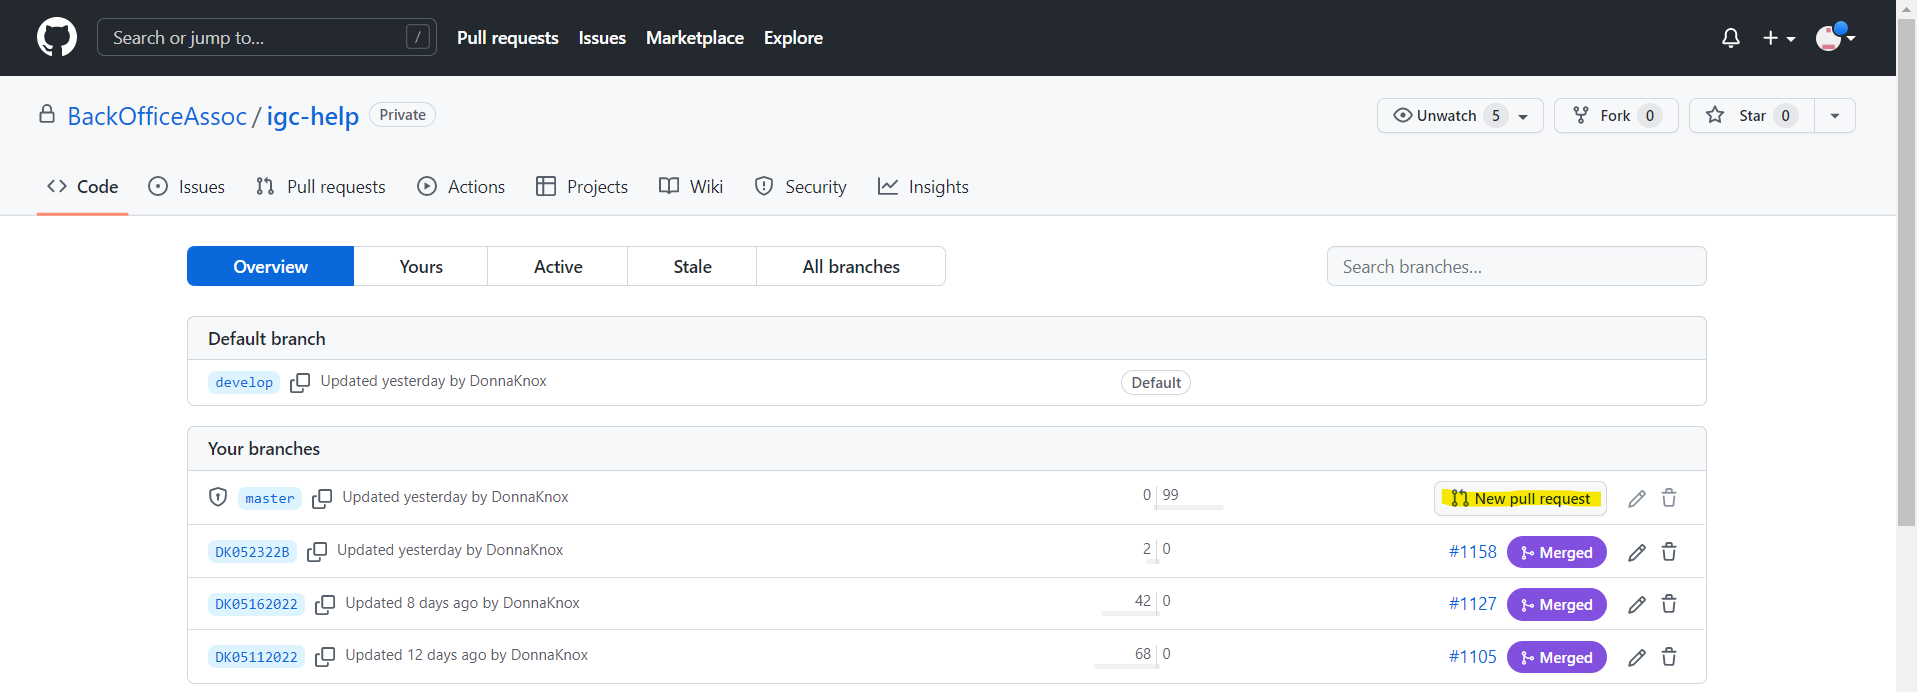 Search or jump to... / Pull requests Issues Marketplace Explore
BackOfficeAssoc / igc-help Private Unwatch 5 Fork 0 Star 0
Code Issues Pull requests Actions Projects Wiki Security Insights
Overview Yours Active Stale All branches Search branches...
Default branch
develop Updated yesterday by DonnaKnox Default
Your branches
master Updated yesterday by DonnaKnox 0 99 New pull request
DK052322B Updated yesterday by DonnaKnox 2 0 #1158 Merged
DK05162022 Updated 8 days ago by DonnaKnox 42 0 #1127 Merged
DK05112022 Updated 12 days ago by DonnaKnox 68 0 #1105 Merged